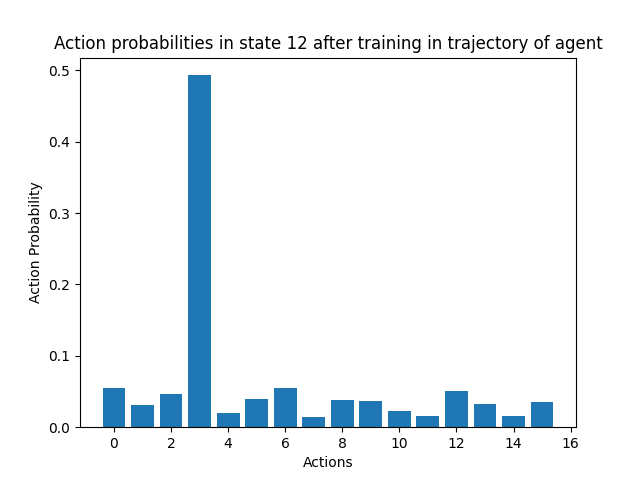 Action probabilities in state 12 after training in trajectory of agent
0.5
0.4
0.3
0.2
0.1
0.0
Action Probability
0 2 4 6 8 10 12 14 16
Actions